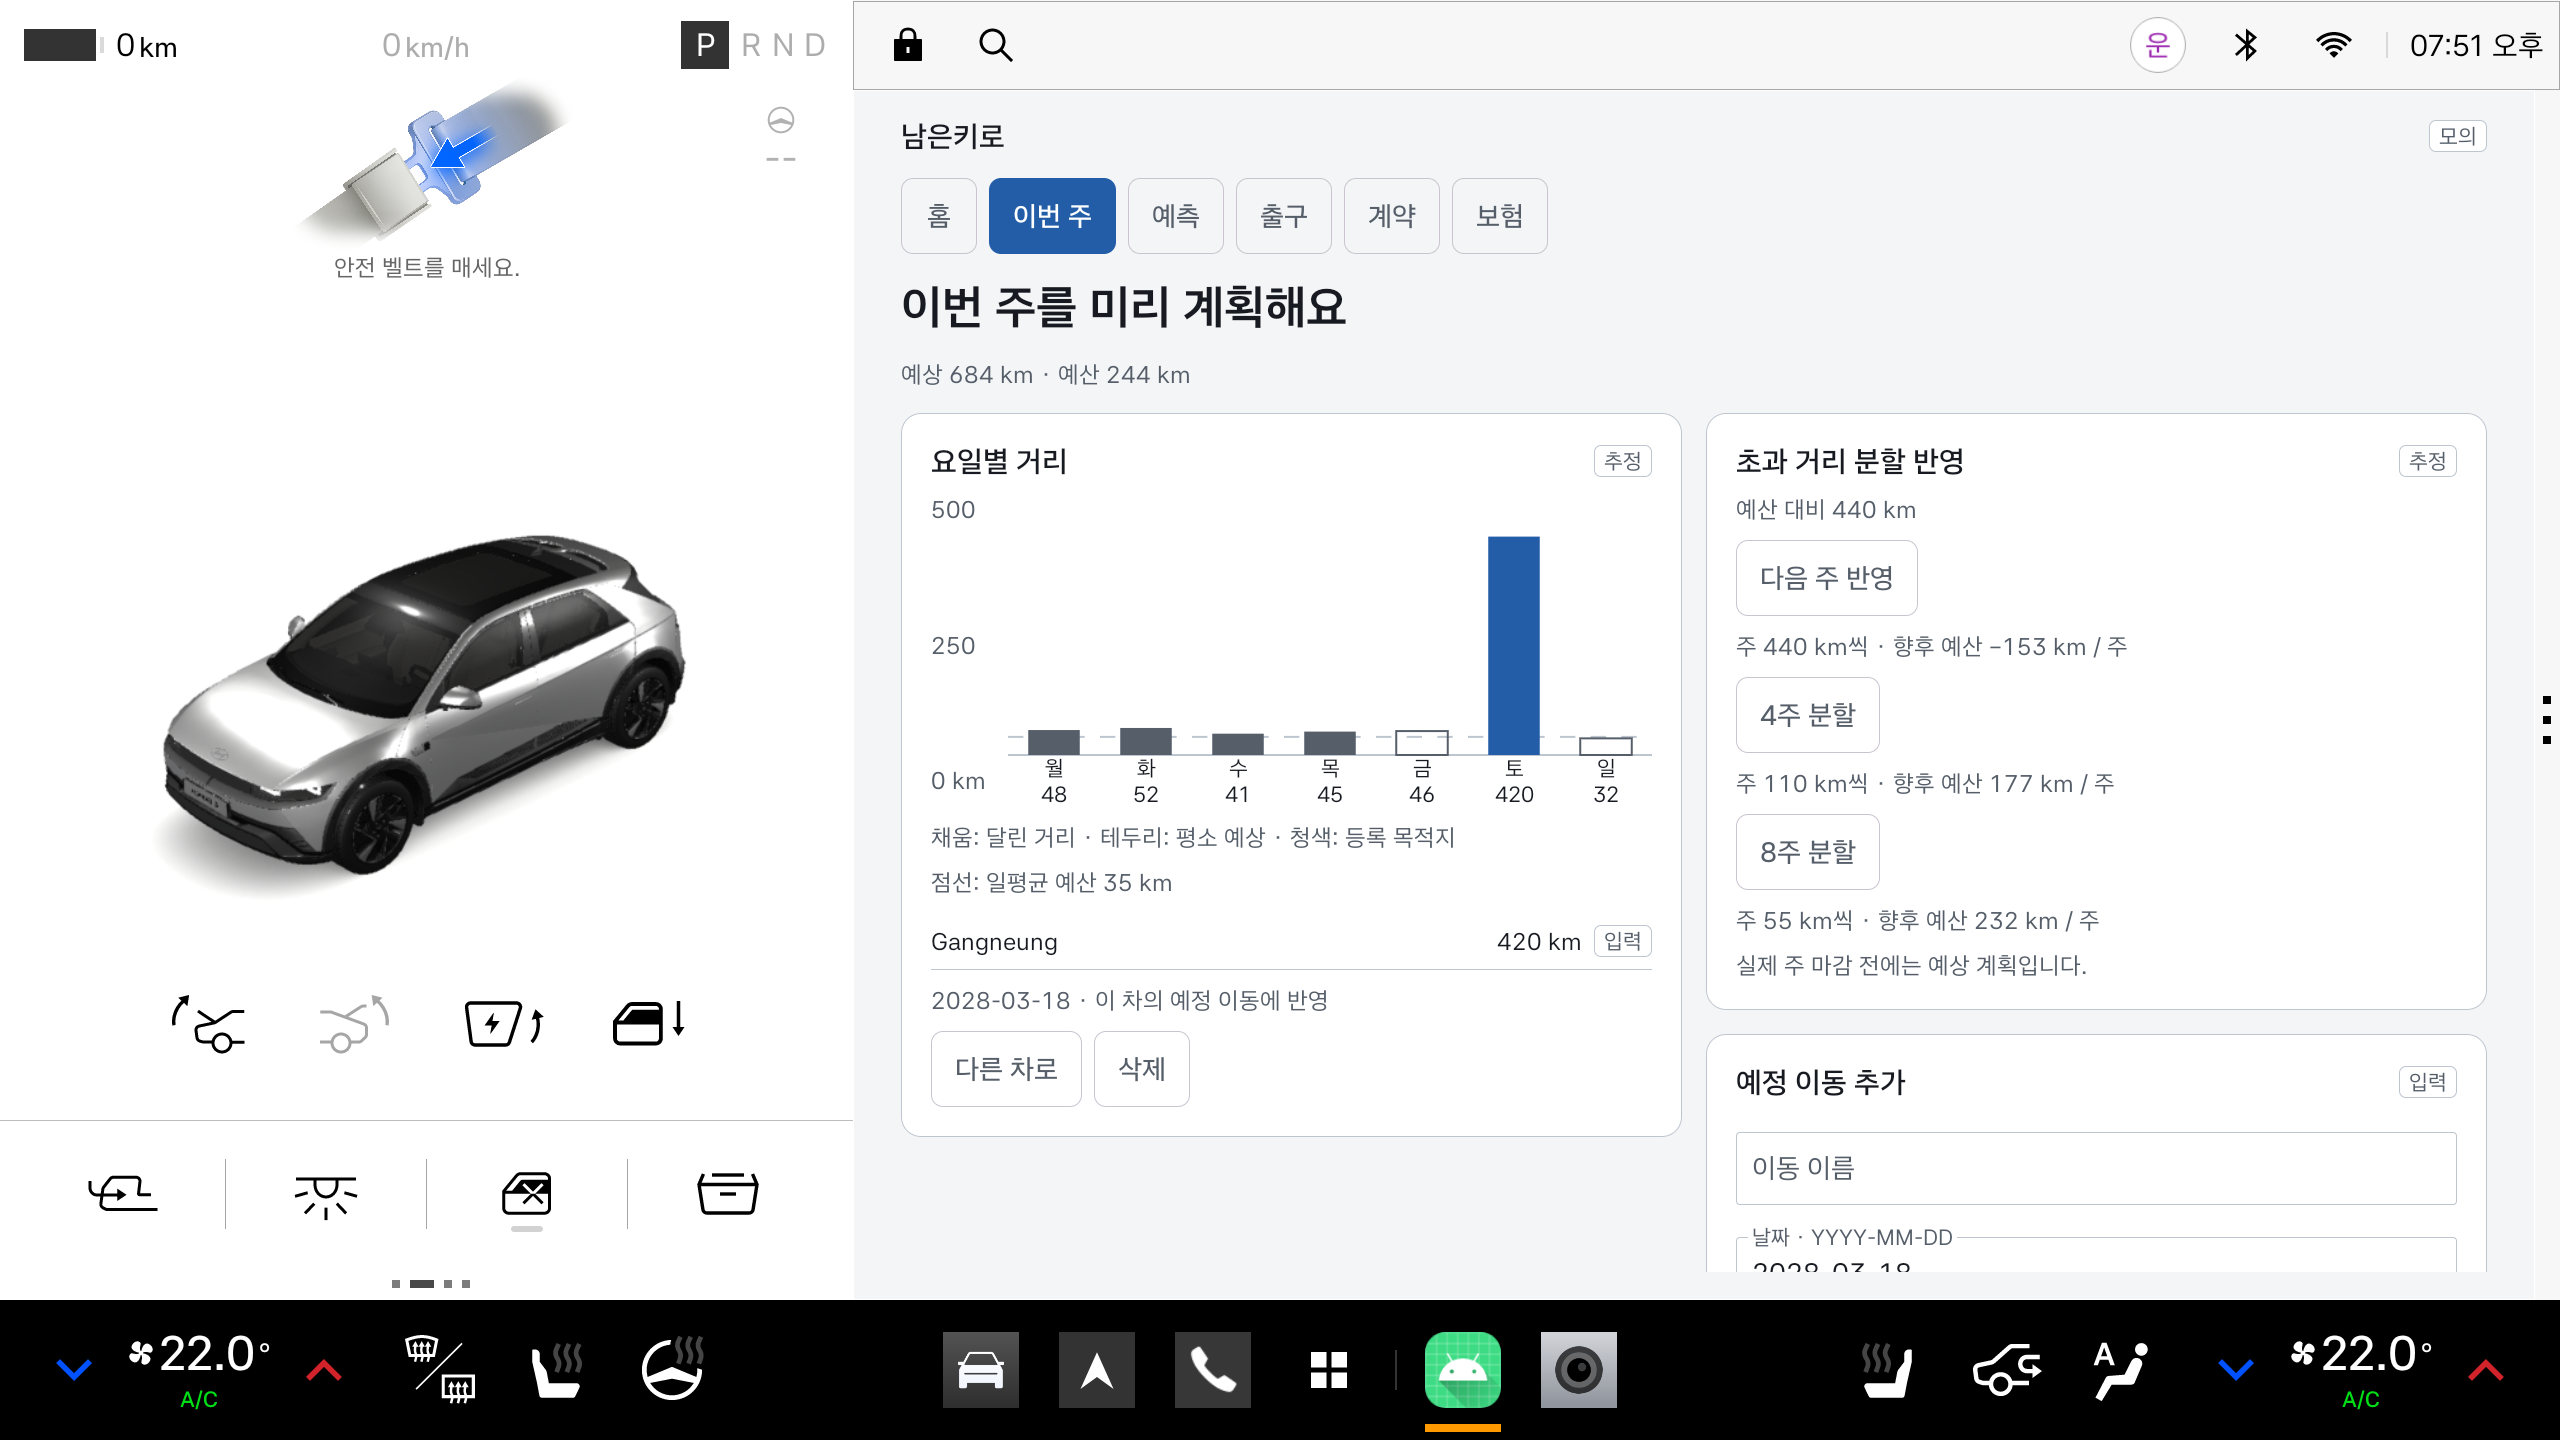 0 km
0 km/h
P R N D
운
07:51 오후
안전 벨트를 매세요.
남은키로
모의
홈
이번 주
예측
출구
계약
보험
이번 주를 미리 계획해요
예상 684 km · 예산 244 km
요일별 거리
추정
500
250
0 km
월 화 수 목 금 토 일
48 52 41 45 46 420 32
채움: 달린 거리 · 테두리: 평소 예상 · 청색: 등록 목적지
점선: 일평균 예산 35 km
Gangneung
420 km
입력
2028-03-18 · 이 차의 예정 이동에 반영
다른 차로
삭제
초과 거리 분할 반영
추정
예산 대비 440 km
다음 주 반영
주 440 km씩 · 향후 예산 −153 km / 주
4주 분할
주 110 km씩 · 향후 예산 177 km / 주
8주 분할
주 55 km씩 · 향후 예산 232 km / 주
실제 주 마감 전에는 예상 계획입니다.
예정 이동 추가
입력
이동 이름
날짜 · YYYY-MM-DD
2028-03-18
22.0°
A/C
A
22.0°
A/C